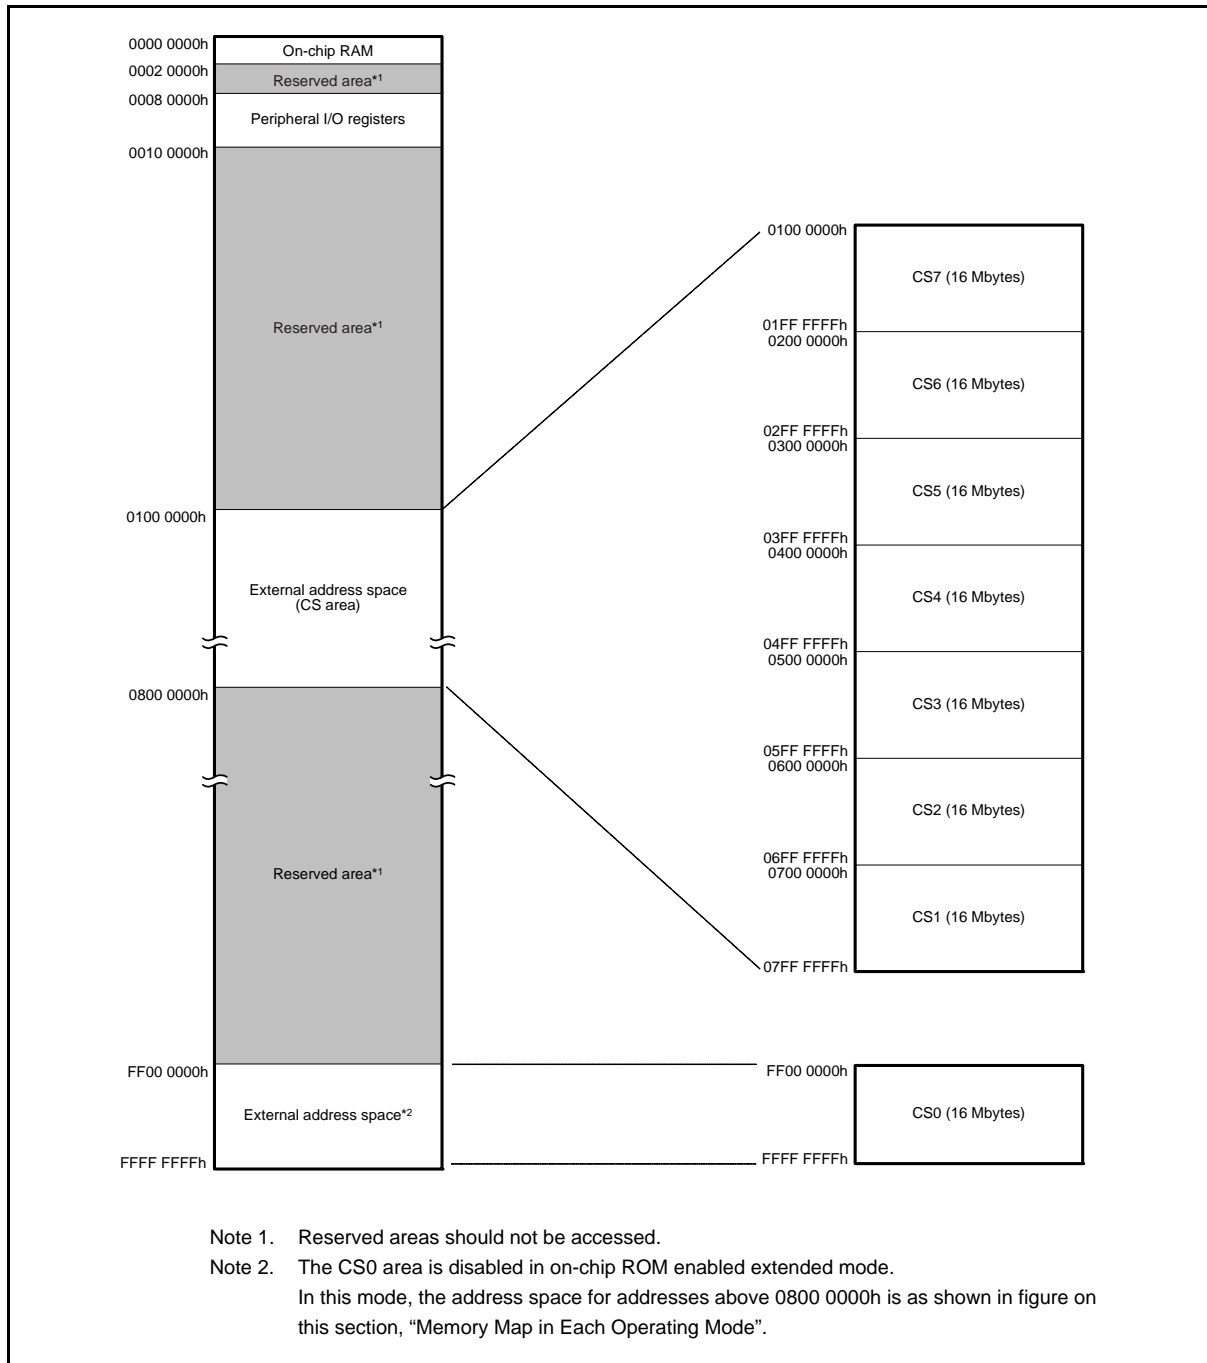 0000 0000h
On-chip RAM
0002 0000h
Reserved area*1
0008 0000h
Peripheral I/O registers
0010 0000h
Reserved area*1
0100 0000h
External address space
(CS area)
0800 0000h
Reserved area*1
FF00 0000h
External address space*2
FFFF FFFFh
0100 0000h
CS7 (16 Mbytes)
01FF FFFFh
0200 0000h
CS6 (16 Mbytes)
02FF FFFFh
0300 0000h
CS5 (16 Mbytes)
03FF FFFFh
0400 0000h
CS4 (16 Mbytes)
04FF FFFFh
0500 0000h
CS3 (16 Mbytes)
05FF FFFFh
0600 0000h
CS2 (16 Mbytes)
06FF FFFFh
0700 0000h
CS1 (16 Mbytes)
07FF FFFFh
FF00 0000h
CS0 (16 Mbytes)
FFFF FFFFh
Note 1. Reserved areas should not be accessed.
Note 2. The CS0 area is disabled in on-chip ROM enabled extended mode.
In this mode, the address space for addresses above 0800 0000h is as shown in figure on
this section, “Memory Map in Each Operating Mode”.